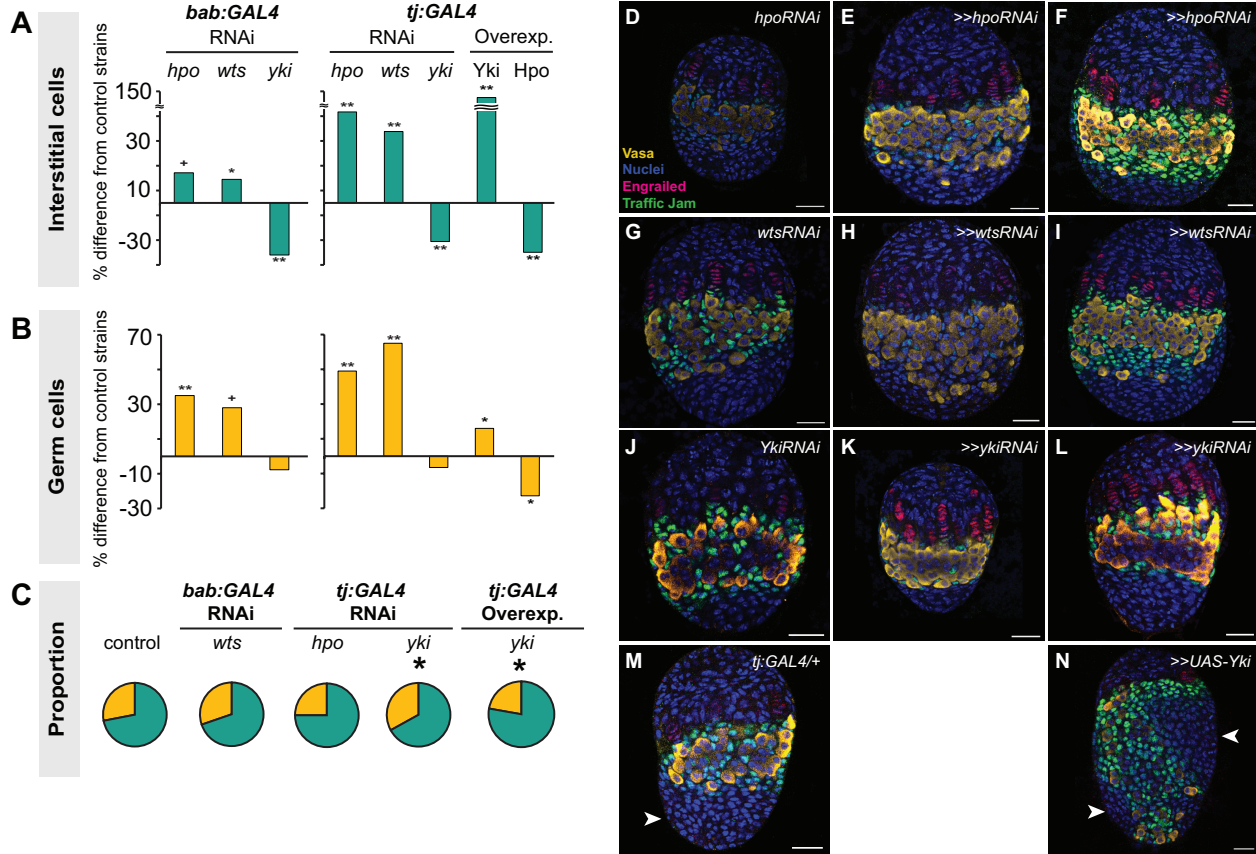 A
Interstitial cells
% difference from control strains
bab:GAL4
RNAi
hpo wts yki
tj:GAL4
RNAi
Overexp.
hpo wts yki Yki Hpo
150
30
10
-30
+
*
**
**
**
**
**
**
B
Germ cells
% difference from control strains
70
30
-10
-30
**
+
**
**
*
*
C
Proportion
bab:GAL4
RNAi
tj:GAL4
RNAi
tj:GAL4
Overexp.
control wts hpo yki yki
*
*
D
hpoRNAi
Vasa
Nuclei
Engrailed
Traffic Jam
E
>>hpoRNAi
F
>>hpoRNAi
G
wtsRNAi
H
>>wtsRNAi
I
>>wtsRNAi
J
YkiRNAi
K
>>ykiRNAi
L
>>ykiRNAi
M
tj:GAL4/+
N
>>UAS-Yki